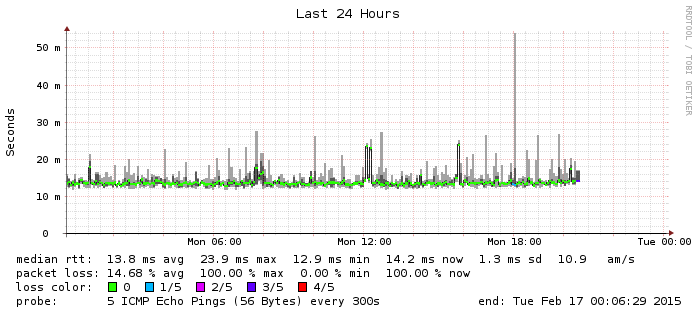 Last 24 Hours
RRDTOOL / TOBI OETIKER
Seconds
50 m
40 m
30 m
20 m
10 m
0
Mon 06:00 Mon 12:00 Mon 18:00 Tue 00:00
median rtt: 13.8 ms avg 23.9 ms max 12.9 ms min 14.2 ms now 1.3 ms sd 10.9 am/s
packet loss: 14.68 % avg 100.00 % max 0.00 % min 100.00 % now
loss color: 0 1/5 2/5 3/5 4/5
probe: 5 ICMP Echo Pings (56 Bytes) every 300s end: Tue Feb 17 00:06:29 2015